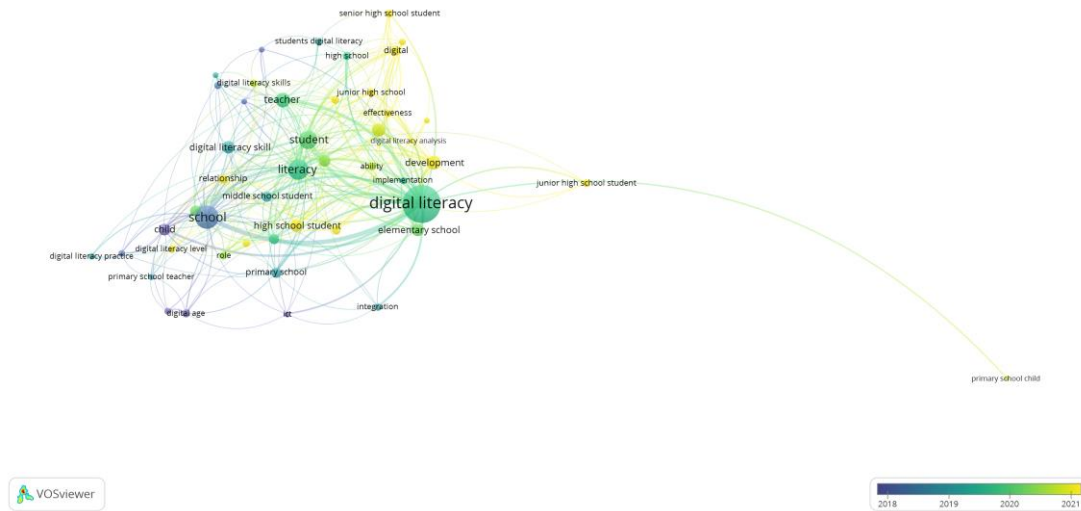 senior high school student
students digital literacy
digital
high school
digital literacy skills
junior high school
teacher
effectiveness
student
digital literacy analysis
digital literacy skill
development
ability
literacy
relationship
implementation
junior high school student
middle school student
digital literacy
school
high school student
child
elementary school
digital literacy level
role
digital literacy practice
primary school
primary school teacher
integration
digital age
ict
primary school child
VOSviewer
2018 2019 2020 2021